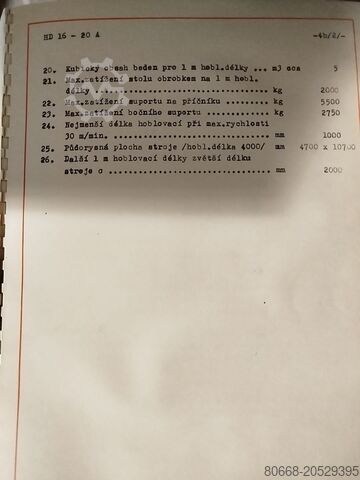 HD 16 - 20 A -4b/2/-
20. Kubický obsah beden pro 1 m hobl.délky ... m3 cca 5
21. Max.zatížení stolu obrobkem na 1 m hobl.
délky ................................ kg 2000
22. Max.zatížení suportu na příčníku ......... kg 5500
23. Max.zatížení bočního suportu ............. kg 2750
24. Nejmenší délka hoblovací při max.rychlosti
30 m/min. ................................ mm 1000
25. Půdorysná plocha stroje /hobl.délka 4000/ mm 4700 x 10700
26. Další 1 m hoblovací délky zvětší délku
stroje o ................................. mm 2000
80668-20529395